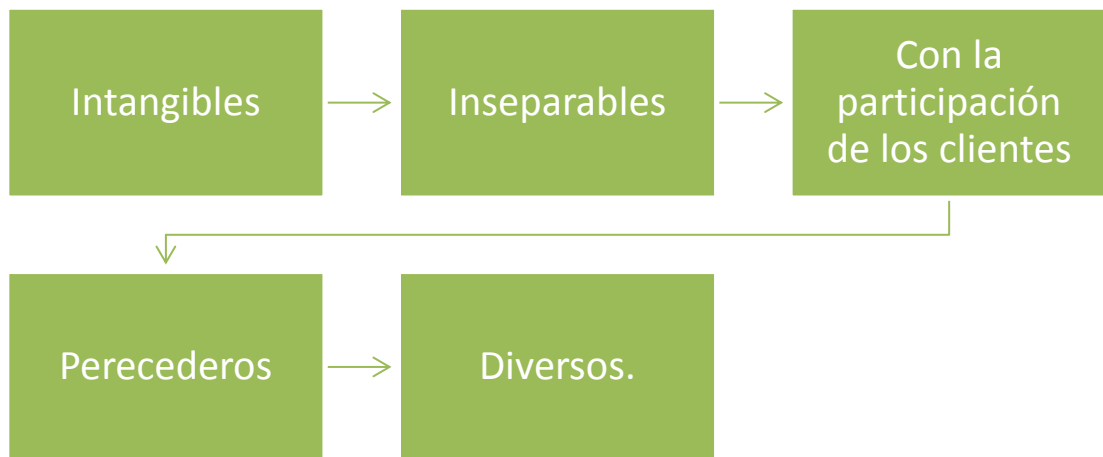 Intangibles
Inseparables
Con la
participación
de los clientes
Perecederos
Diversos.